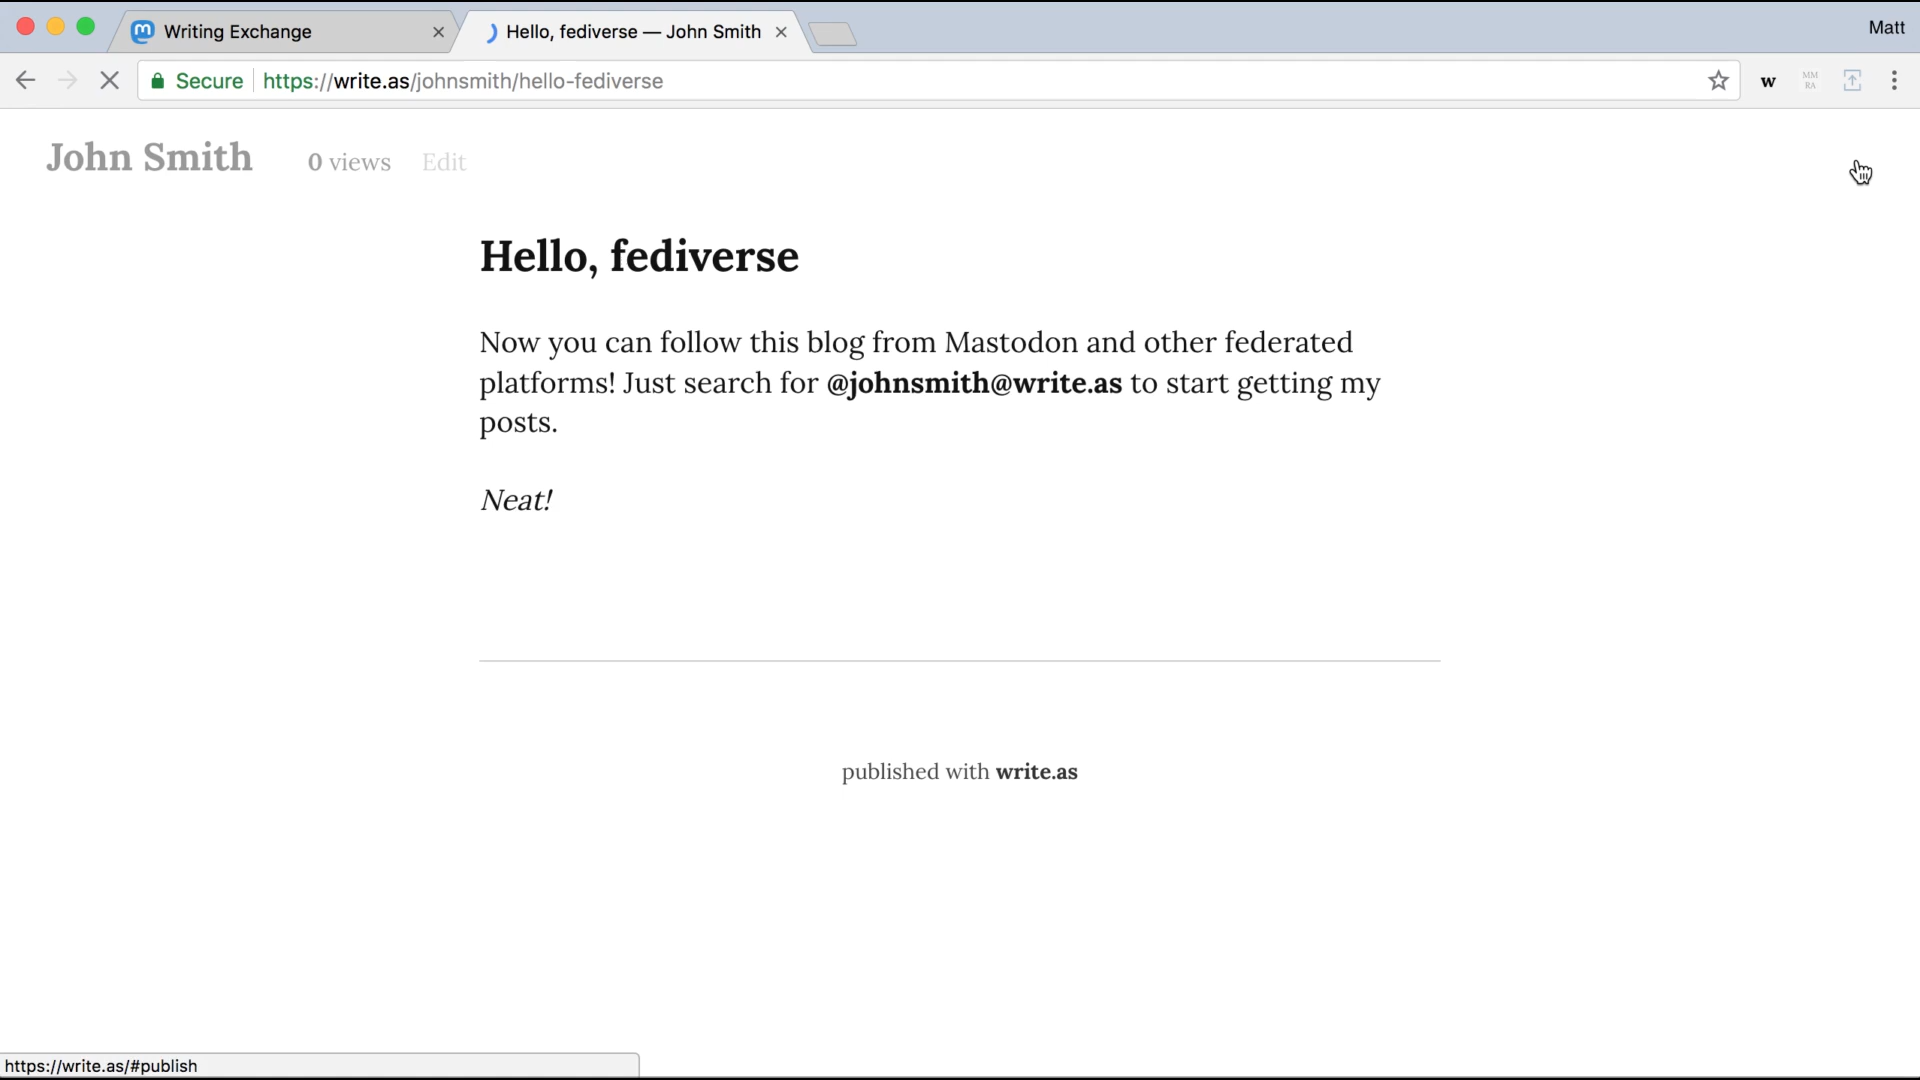 Writing Exchange
Hello, fediverse — John Smith
Matt
Secure
https://write.as/johnsmith/hello-fediverse
w
MM
RA
John Smith
0 views
Edit
Hello, fediverse
Now you can follow this blog from Mastodon and other federated
platforms! Just search for @johnsmith@write.as to start getting my
posts.
Neat!
published with write.as
https://write.as/#publish